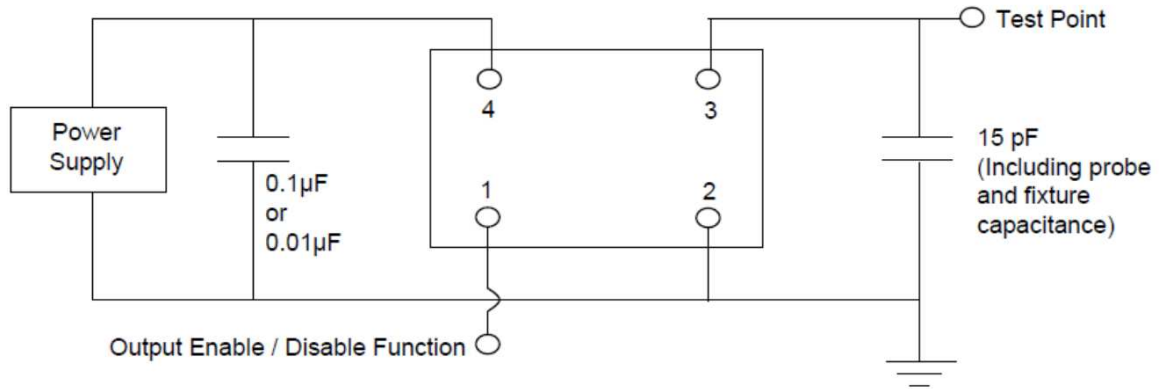 Test Point
4
3
Power
Supply
15 pF
(Including probe
and fixture
capacitance)
0.1µF
or
0.01µF
1
2
Output Enable / Disable Function